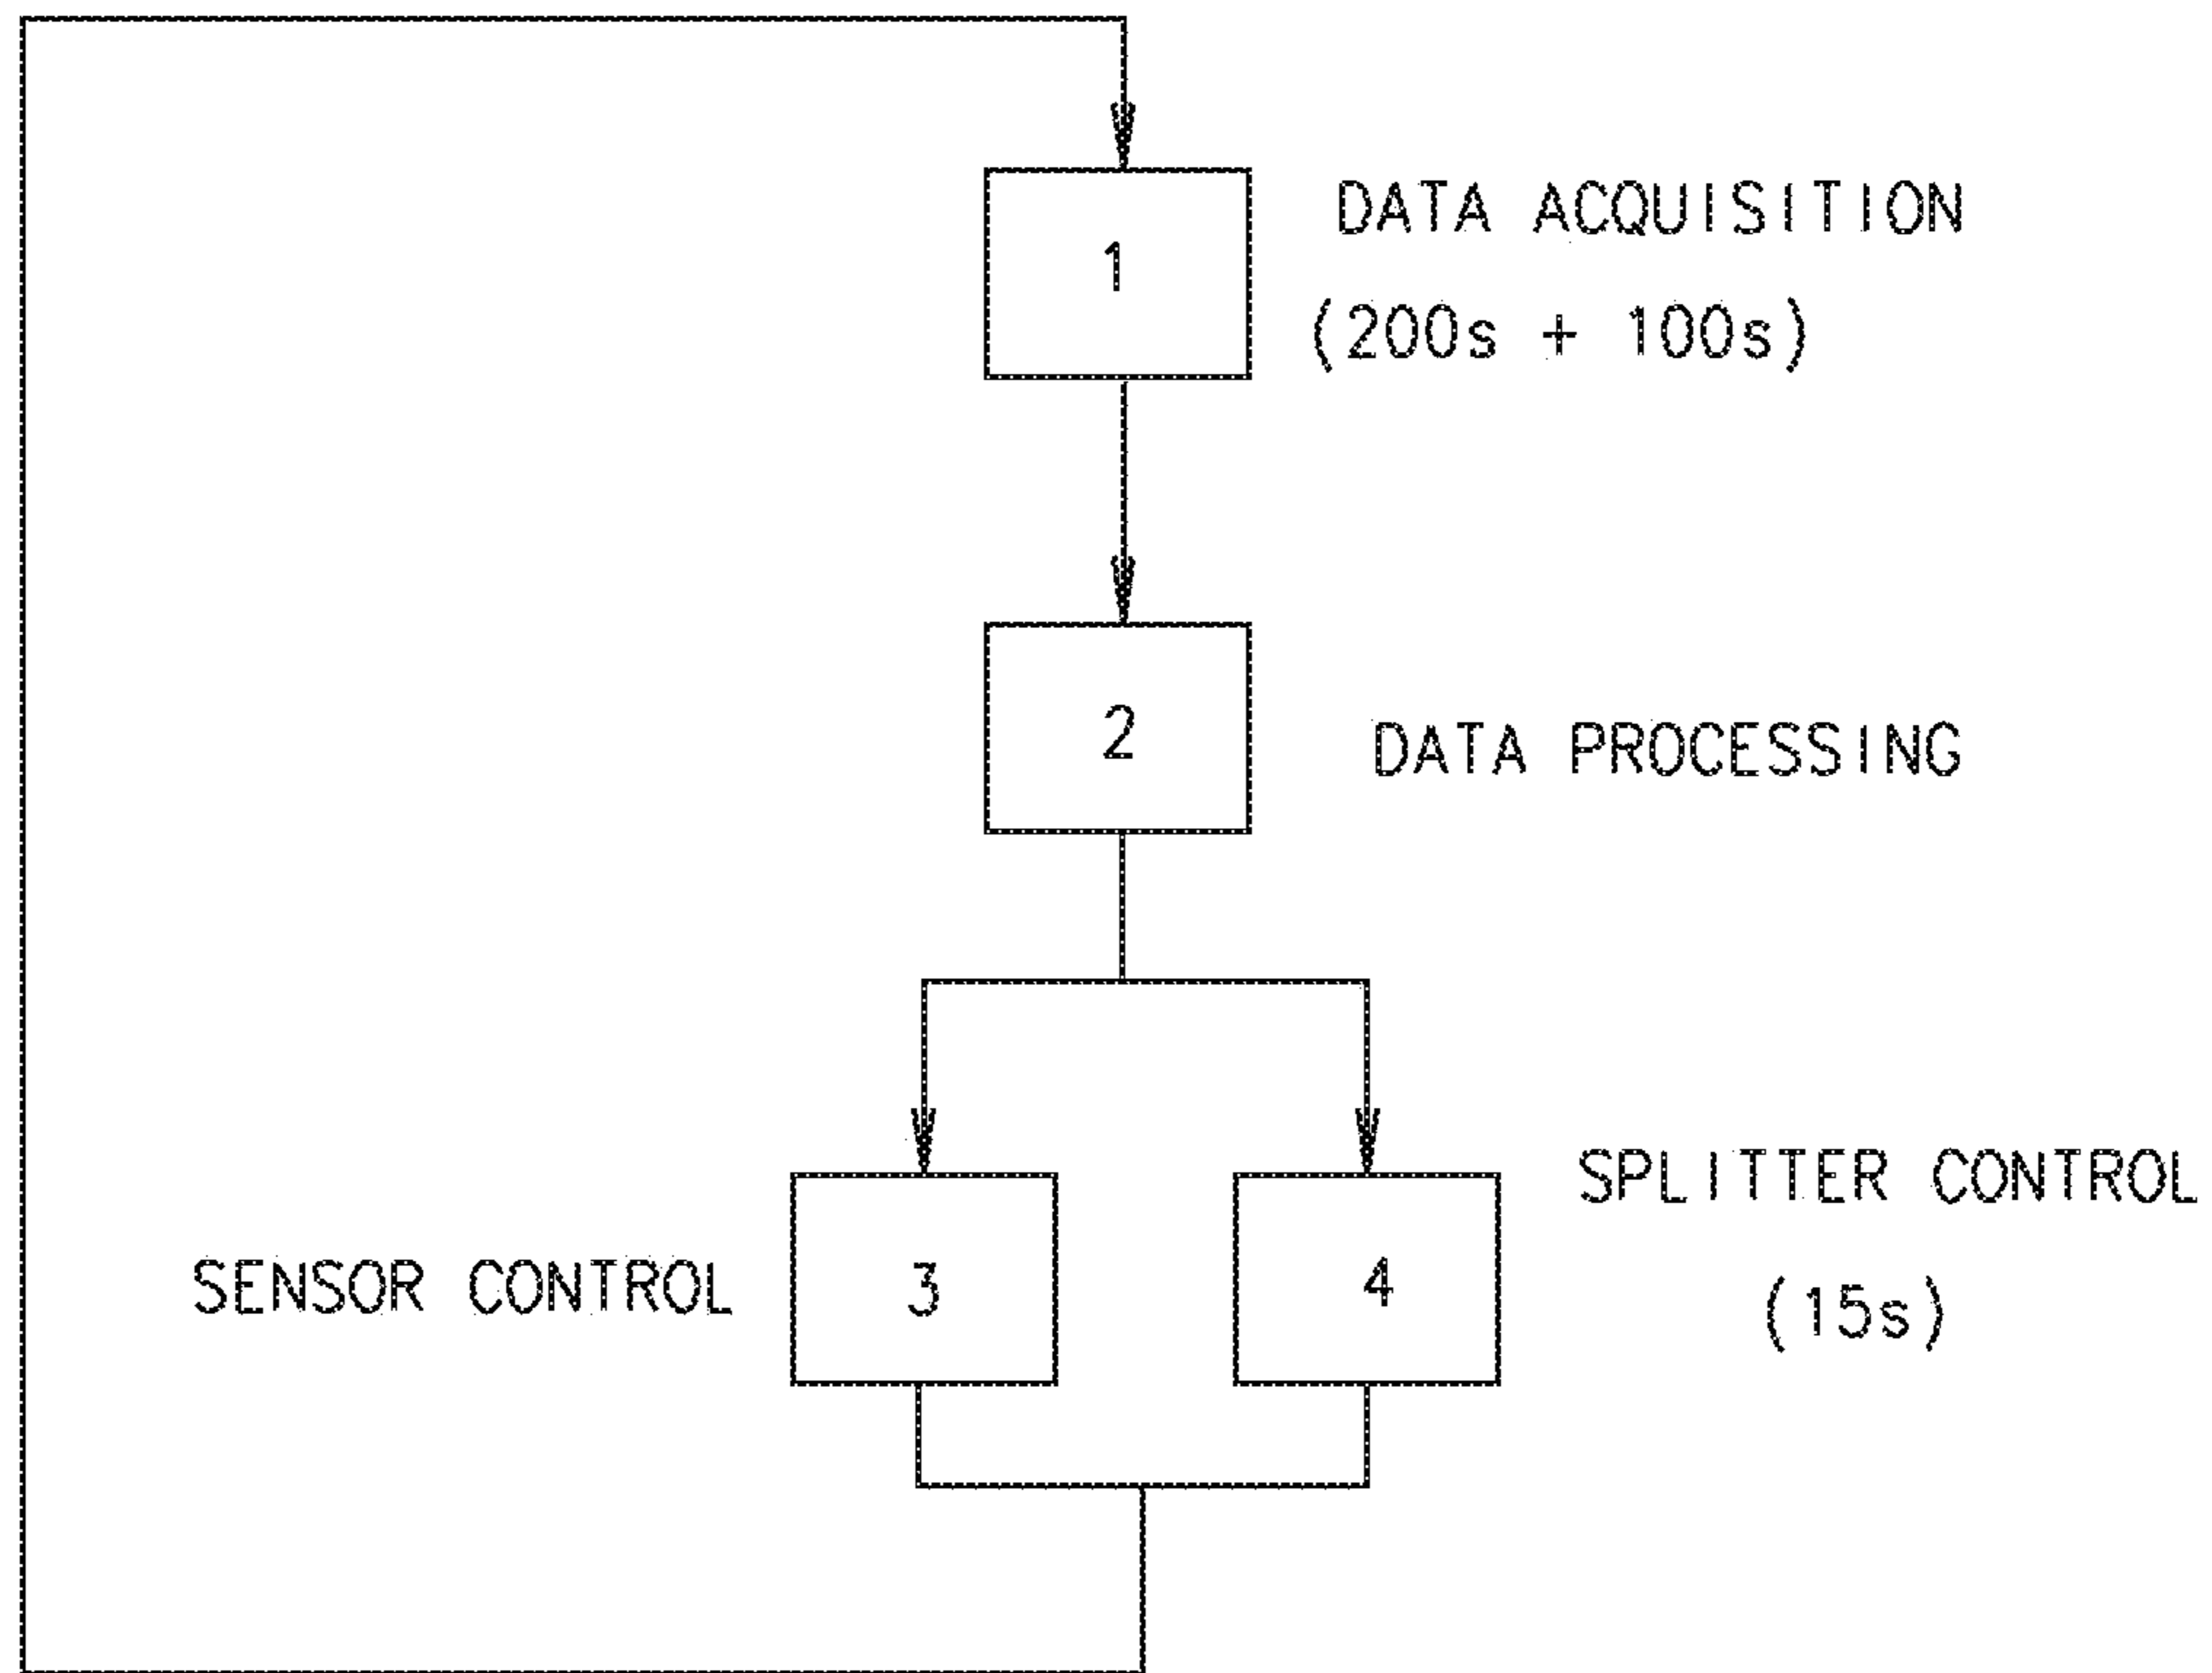 1
DATA ACQUISITION
(200s + 100s)
2
DATA PROCESSING
SPLITTER CONTROL
SENSOR CONTROL
3
4
(15s)